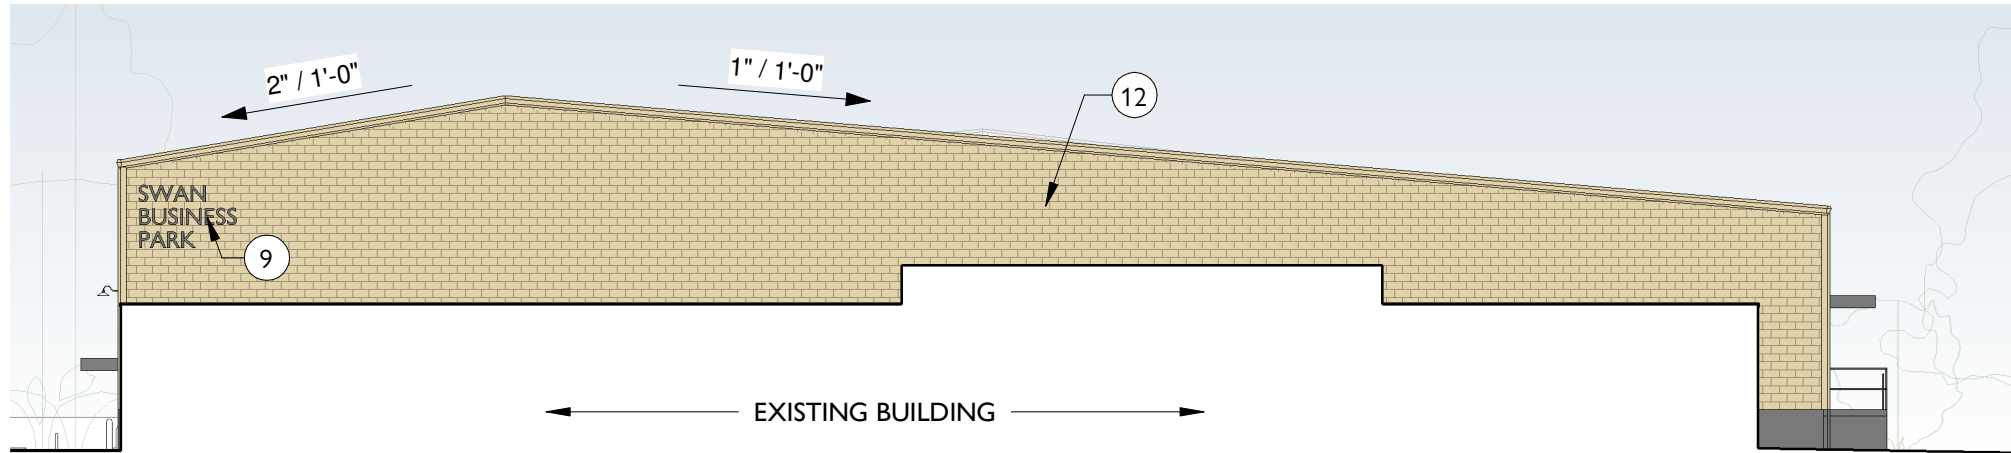 2" / 1'-0"
1" / 1'-0"
12
SWAN
BUSINESS
PARK
9
EXISTING BUILDING